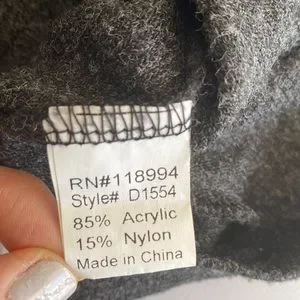 RN#118994
Style# D1554
85% Acrylic
15% Nylon
Made in China